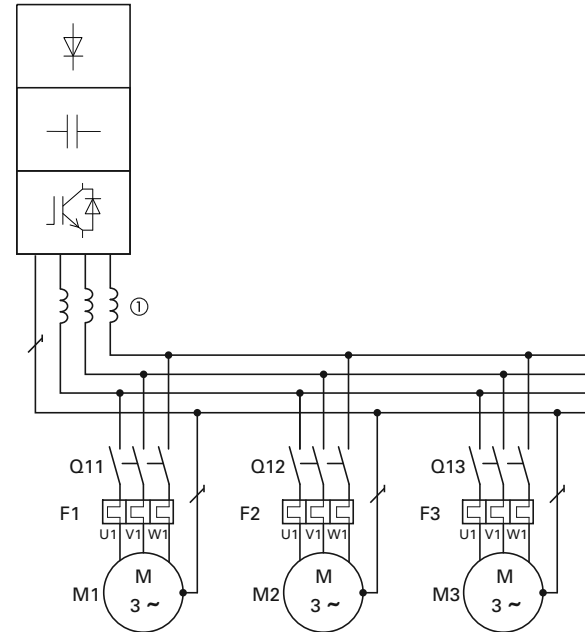 ①
Q11 Q12 Q13
F1 F2 F3
U1 V1 W1 U1 V1 W1 U1 V1 W1
M M M
M1 M2 M3
3 ~ 3 ~ 3 ~